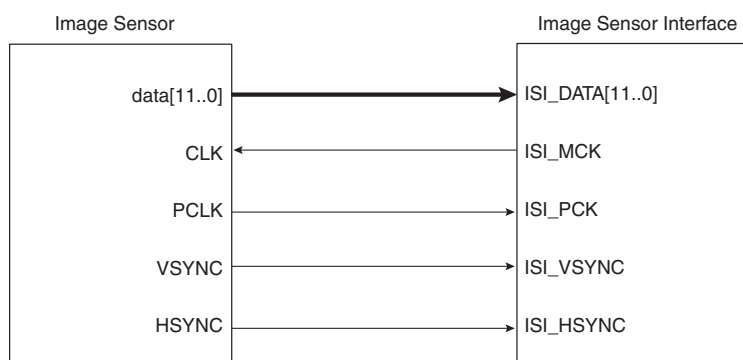 Image Sensor
Image Sensor Interface
data[11..0]
ISI_DATA[11..0]
CLK
ISI_MCK
PCLK
ISI_PCK
VSYNC
ISI_VSYNC
HSYNC
ISI_HSYNC